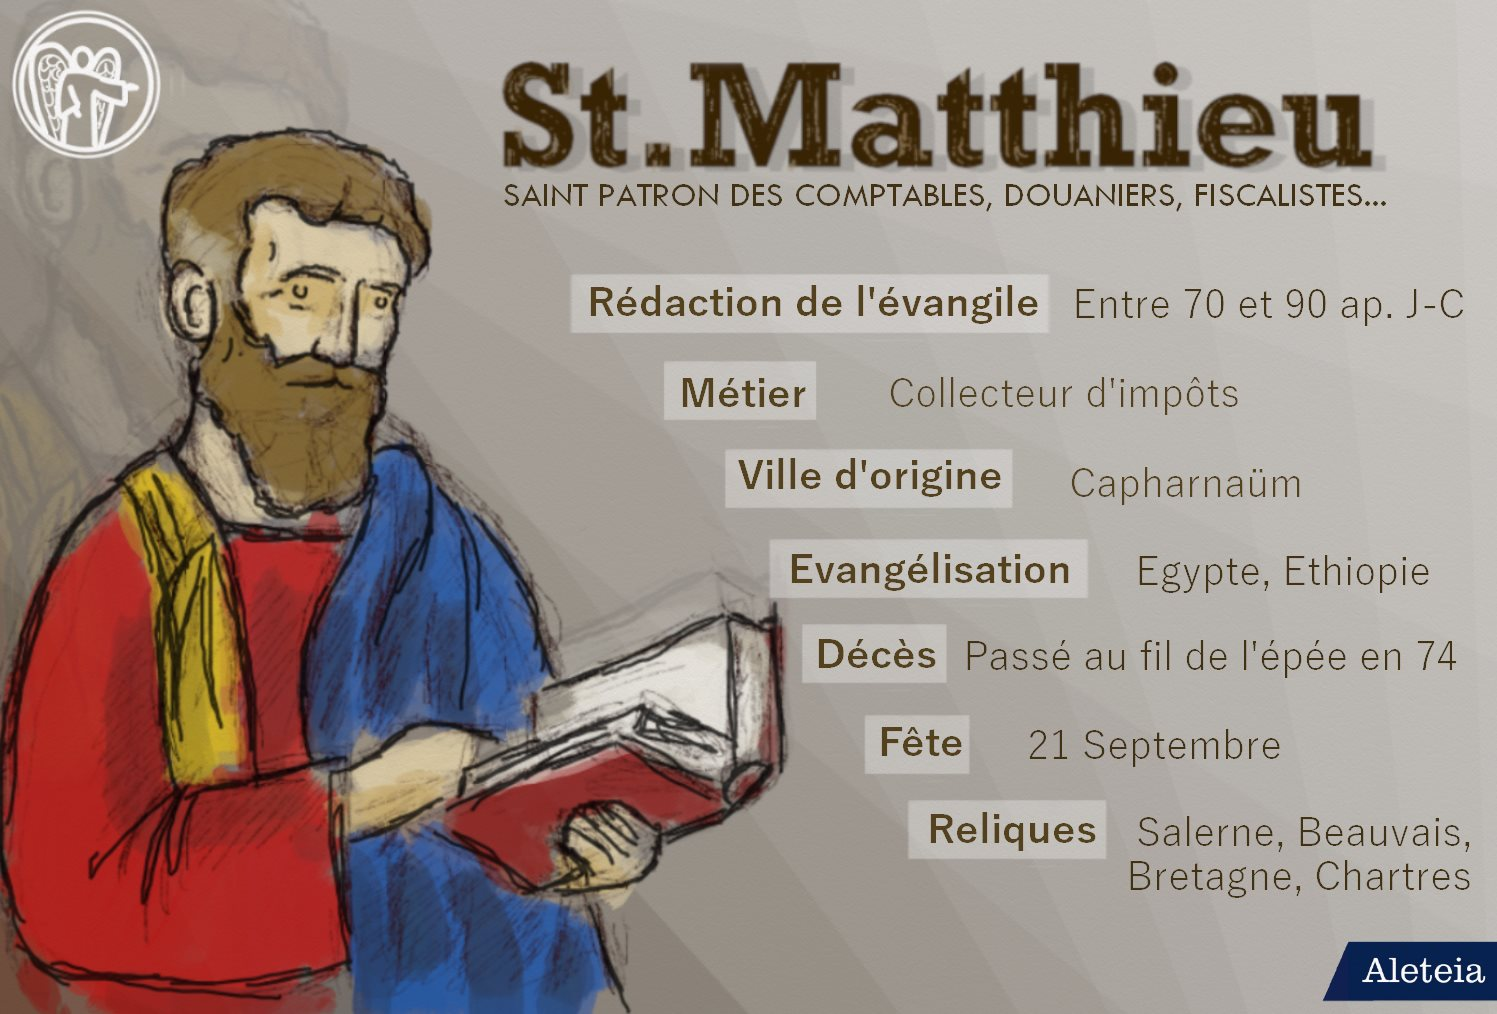 St.Matthieu
SAINT PATRON DES COMPTABLES, DOUANIERS, FISCALISTES...
Rédaction de l'évangile Entre 70 et 90 ap. J-C
Métier Collecteur d'impôts
Ville d'origine Capharnaüm
Evangélisation Egypte, Ethiopie
Décès Passé au fil de l'épée en 74
Fête 21 Septembre
Reliques Salerne, Beauvais,
Bretagne, Chartres
Aleteia